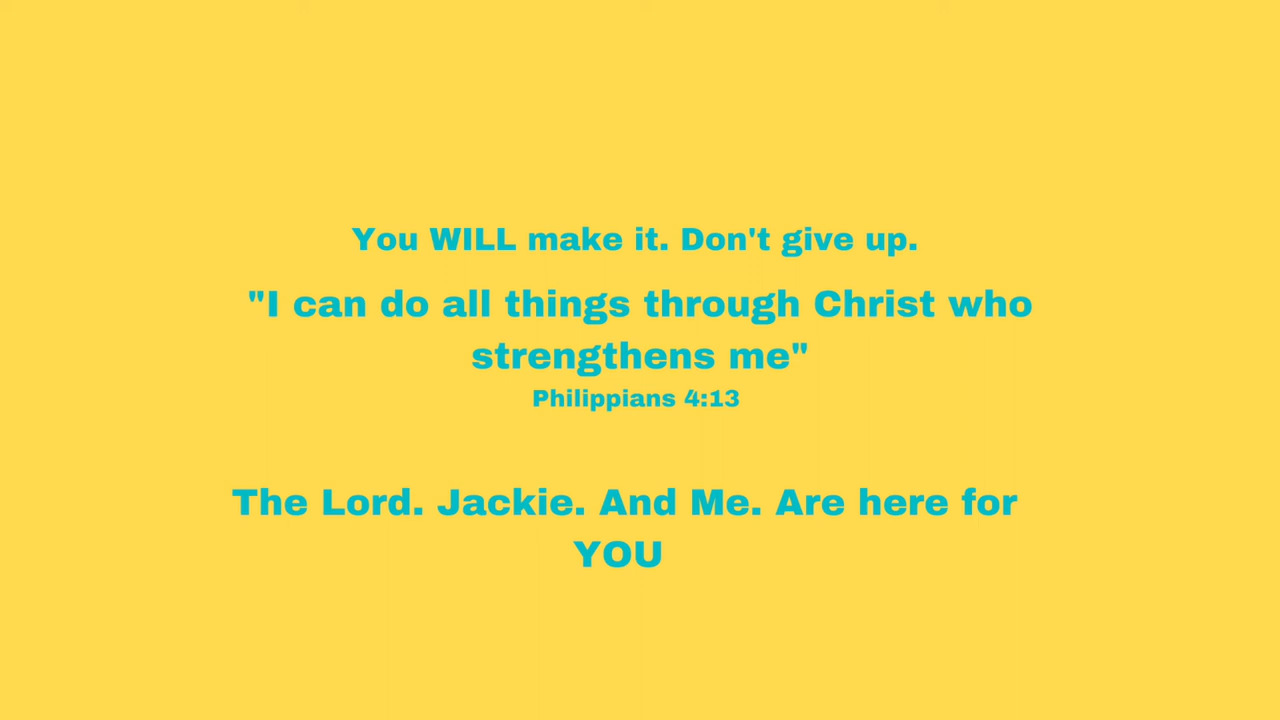 You WILL make it. Don't give up.
"I can do all things through Christ who
strengthens me"
Philippians 4:13
The Lord. Jackie. And Me. Are here for
YOU